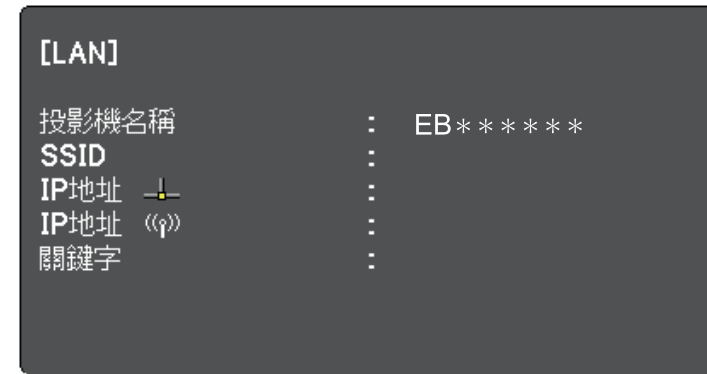 [LAN]
投影機名稱 : EB＊＊＊＊＊＊
SSID :
IP地址 :
IP地址 :
關鍵字 :